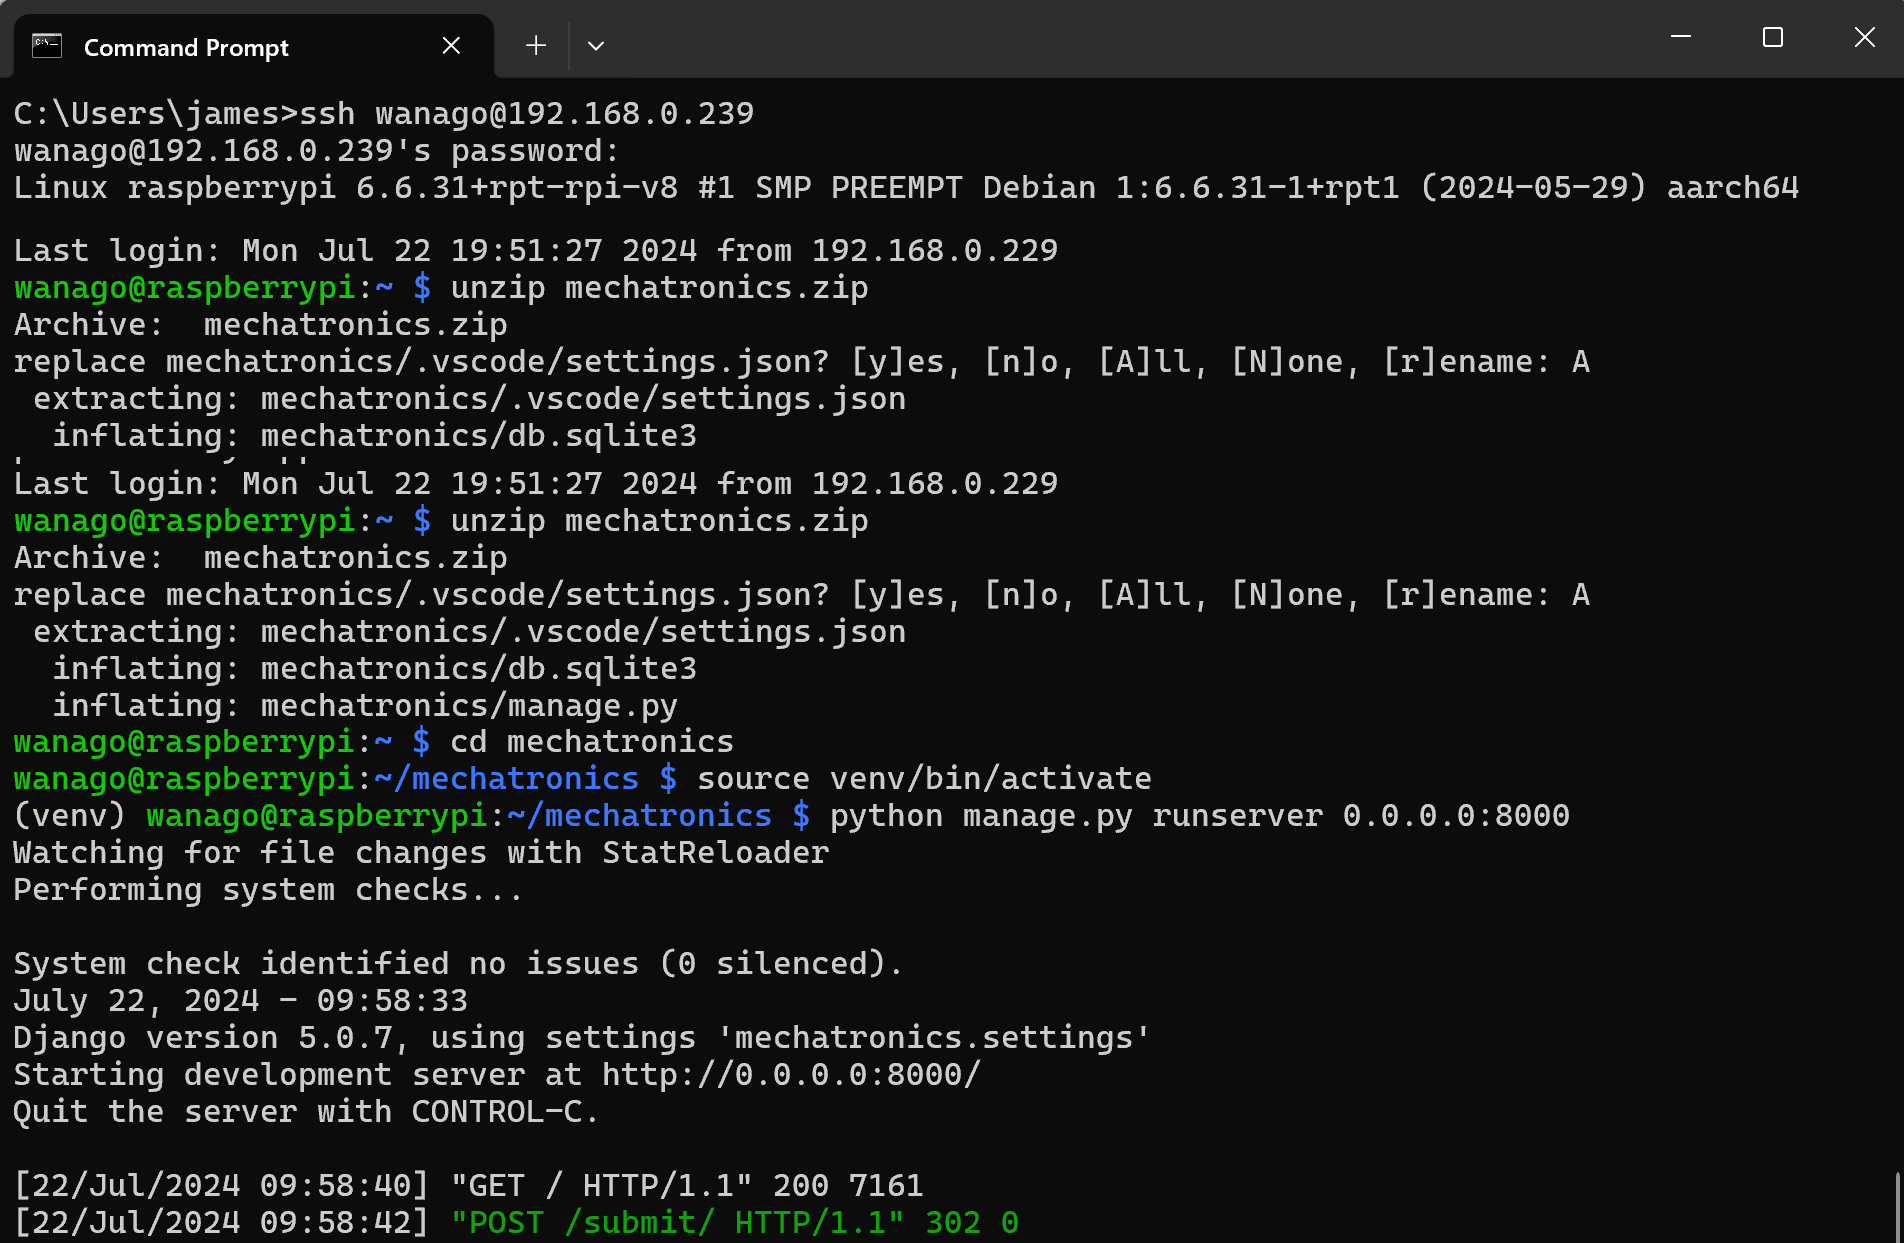 Command Prompt
C:\Users\james>ssh wanago@192.168.0.239
wanago@192.168.0.239's password:
Linux raspberrypi 6.6.31+rpt-rpi-v8 #1 SMP PREEMPT Debian 1:6.6.31-1+rpt1 (2024-05-29) aarch64
Last login: Mon Jul 22 19:51:27 2024 from 192.168.0.229
wanago@raspberrypi:~ $ unzip mechatronics.zip
Archive:  mechatronics.zip
replace mechatronics/.vscode/settings.json? [y]es, [n]o, [A]ll, [N]one, [r]ename: A
 extracting: mechatronics/.vscode/settings.json
  inflating: mechatronics/db.sqlite3
Last login: Mon Jul 22 19:51:27 2024 from 192.168.0.229
wanago@raspberrypi:~ $ unzip mechatronics.zip
Archive:  mechatronics.zip
replace mechatronics/.vscode/settings.json? [y]es, [n]o, [A]ll, [N]one, [r]ename: A
 extracting: mechatronics/.vscode/settings.json
  inflating: mechatronics/db.sqlite3
  inflating: mechatronics/manage.py
wanago@raspberrypi:~ $ cd mechatronics
wanago@raspberrypi:~/mechatronics $ source venv/bin/activate
(venv) wanago@raspberrypi:~/mechatronics $ python manage.py runserver 0.0.0.0:8000
Watching for file changes with StatReloader
Performing system checks...
System check identified no issues (0 silenced).
July 22, 2024 - 09:58:33
Django version 5.0.7, using settings 'mechatronics.settings'
Starting development server at http://0.0.0.0:8000/
Quit the server with CONTROL-C.
[22/Jul/2024 09:58:40] "GET / HTTP/1.1" 200 7161
[22/Jul/2024 09:58:42] "POST /submit/ HTTP/1.1" 302 0